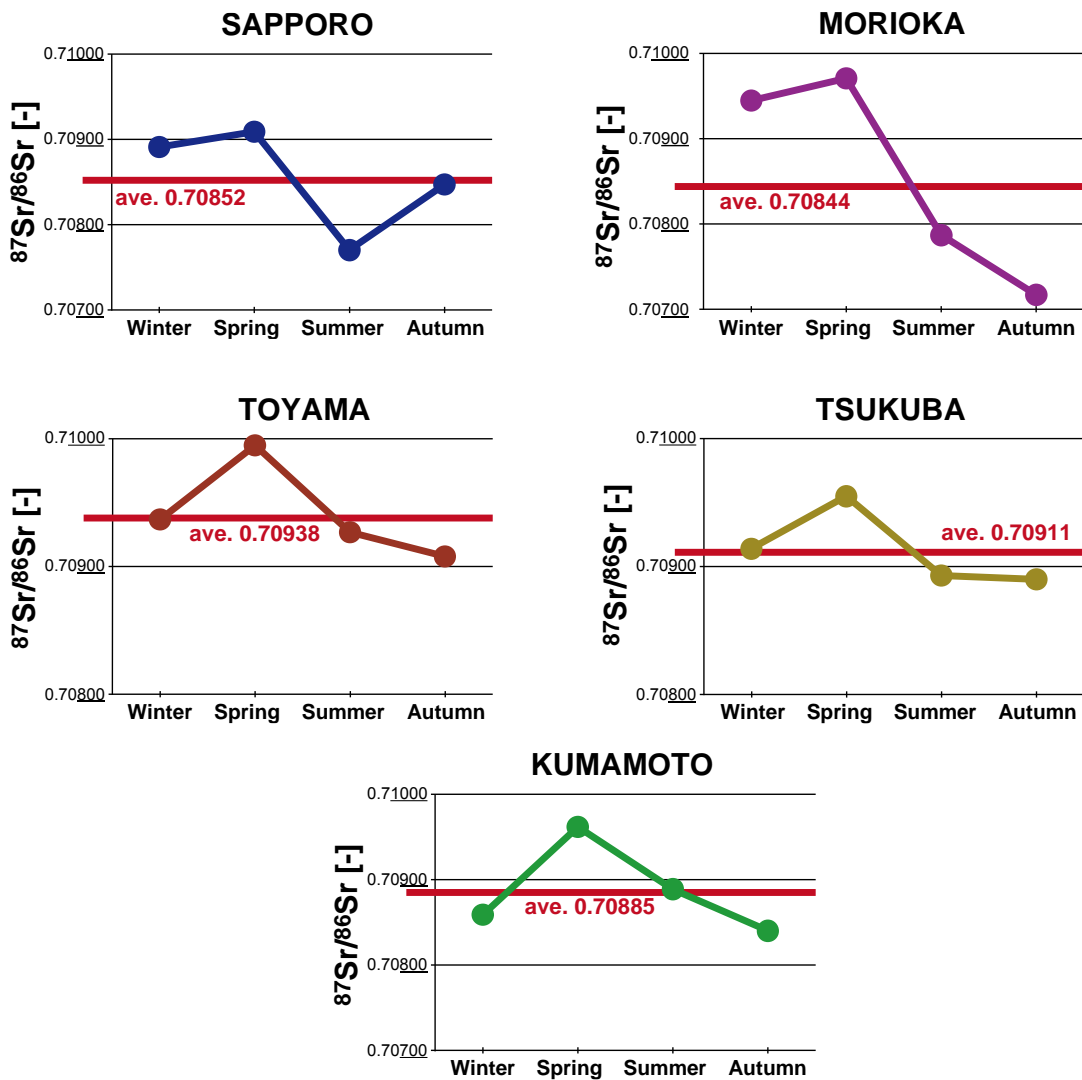 SAPPORO
0.71000
0.70900
0.70800
0.70700
⁸⁷Sr/⁸⁶Sr [-]
ave. 0.70852
Winter Spring Summer Autumn
MORIOKA
0.71000
0.70900
0.70800
0.70700
⁸⁷Sr/⁸⁶Sr [-]
ave. 0.70844
Winter Spring Summer Autumn
TOYAMA
0.71000
0.70900
0.70800
⁸⁷Sr/⁸⁶Sr [-]
ave. 0.70938
Winter Spring Summer Autumn
TSUKUBA
0.71000
0.70900
0.70800
⁸⁷Sr/⁸⁶Sr [-]
ave. 0.70911
Winter Spring Summer Autumn
KUMAMOTO
0.71000
0.70900
0.70800
0.70700
⁸⁷Sr/⁸⁶Sr [-]
ave. 0.70885
Winter Spring Summer Autumn